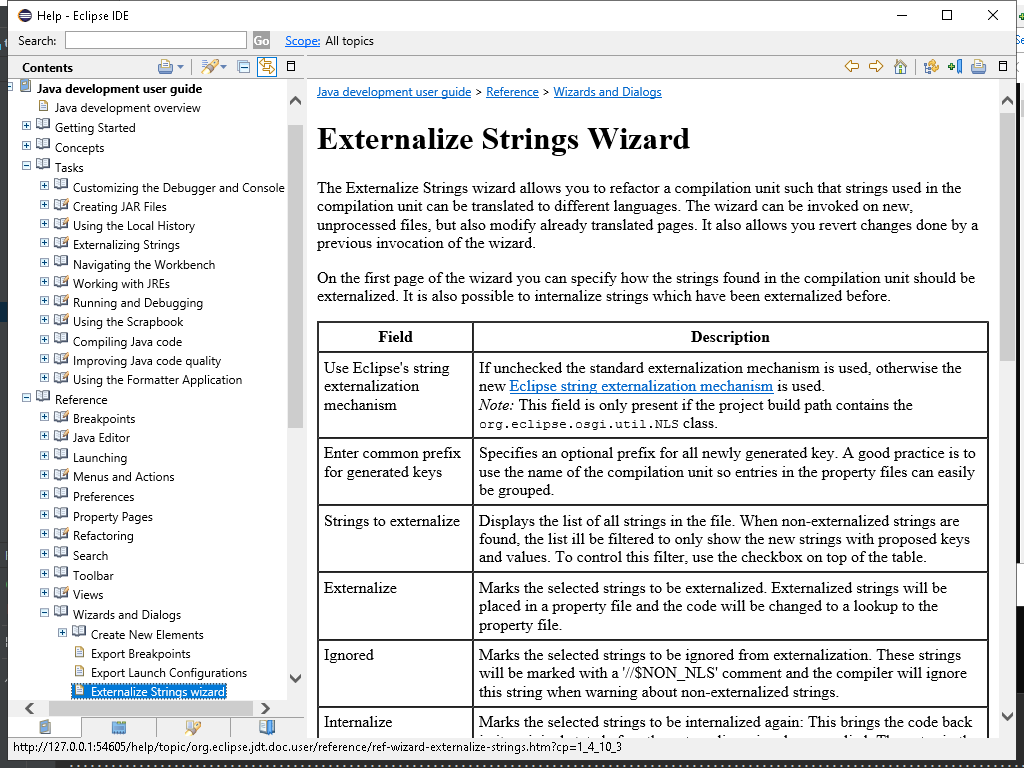 Help - Eclipse IDE
Search:
Go
Scope: All topics
Contents
Java development user guide
Java development overview
Getting Started
Concepts
Tasks
Customizing the Debugger and Console
Creating JAR Files
Using the Local History
Externalizing Strings
Navigating the Workbench
Working with JREs
Running and Debugging
Using the Scrapbook
Compiling Java code
Improving Java code quality
Using the Formatter Application
Reference
Breakpoints
Java Editor
Launching
Menus and Actions
Preferences
Property Pages
Refactoring
Search
Toolbar
Views
Wizards and Dialogs
Create New Elements
Export Breakpoints
Export Launch Configurations
Externalize Strings wizard
Java development user guide > Reference > Wizards and Dialogs
Externalize Strings Wizard
The Externalize Strings wizard allows you to refactor a compilation unit such that strings used in the
compilation unit can be translated to different languages. The wizard can be invoked on new,
unprocessed files, but also modify already translated pages. It also allows you revert changes done by a
previous invocation of the wizard.
On the first page of the wizard you can specify how the strings found in the compilation unit should be
externalized. It is also possible to internalize strings which have been externalized before.
Field
Description
Use Eclipse's string
externalization
mechanism
If unchecked the standard externalization mechanism is used, otherwise the
new Eclipse string externalization mechanism is used.
Note: This field is only present if the project build path contains the
org.eclipse.osgi.util.NLS class.
Enter common prefix
for generated keys
Specifies an optional prefix for all newly generated key. A good practice is to
use the name of the compilation unit so entries in the property files can easily
be grouped.
Strings to externalize
Displays the list of all strings in the file. When non-externalized strings are
found, the list ill be filtered to only show the new strings with proposed keys
and values. To control this filter, use the checkbox on top of the table.
Externalize
Marks the selected strings to be externalized. Externalized strings will be
placed in a property file and the code will be changed to a lookup to the
property file.
Ignored
Marks the selected strings to be ignored from externalization. These strings
will be marked with a '//$NON_NLS' comment and the compiler will ignore
this string when warning about non-externalized strings.
Internalize
Marks the selected strings to be internalized again: This brings the code back
http://127.0.0.1:54605/help/topic/org.eclipse.jdt.doc.user/reference/ref-wizard-externalize-strings.htm?cp=1_4_10_3